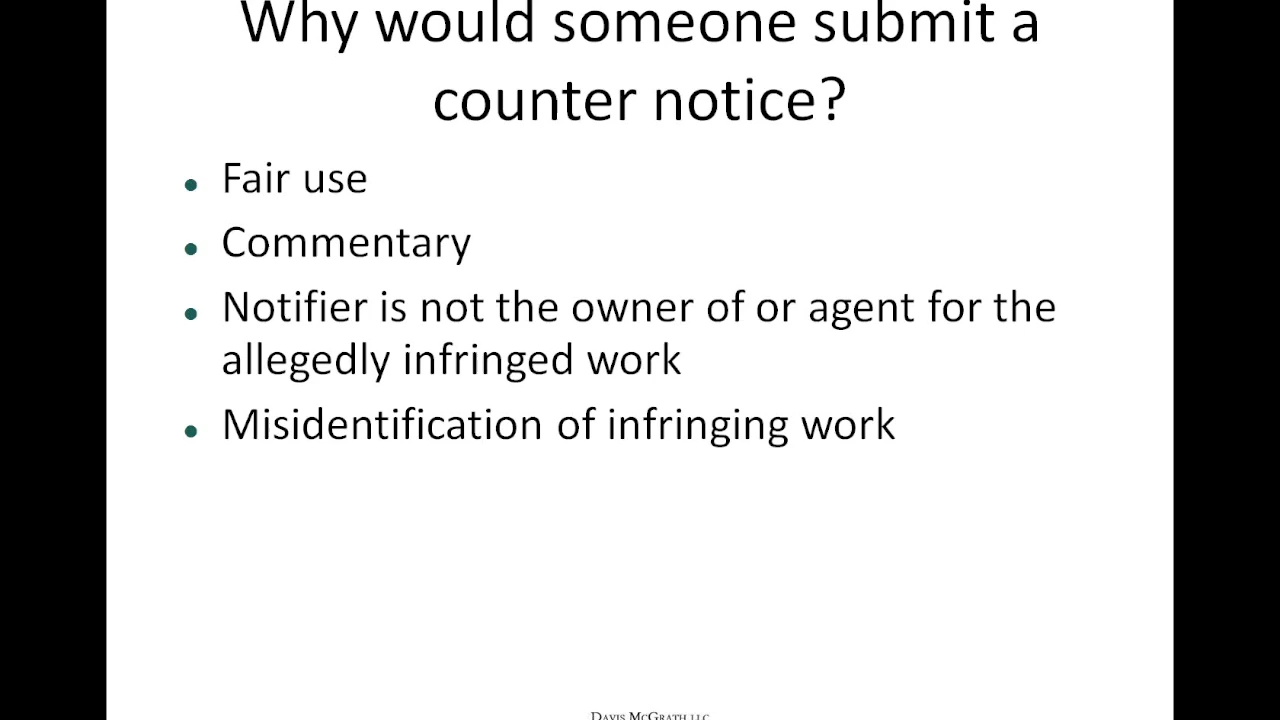 Why would someone submit a
counter notice?
Fair use
Commentary
Notifier is not the owner of or agent for the
allegedly infringed work
Misidentification of infringing work
DAVIS MCGRATH LLC